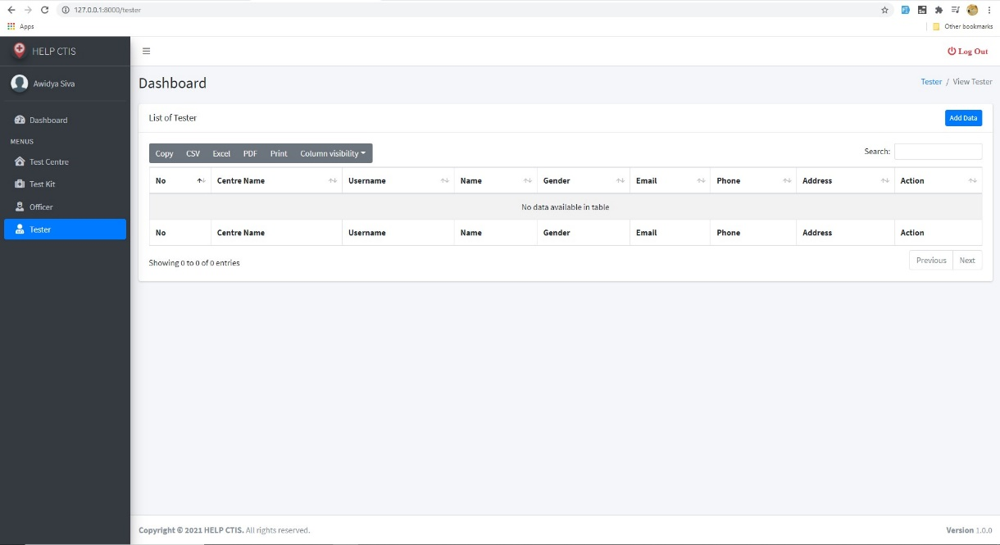 127.0.0.1:8000/tester
Apps
Other bookmarks
HELP CTIS
Log Out
Awidya Siva
Dashboard
Tester / View Tester
List of Tester
Add Data
Dashboard
MENUS
Test Centre
Test Kit
Officer
Tester
Copy CSV Excel PDF Print Column visibility
Search:
No Centre Name Username Name Gender Email Phone Address Action
No data available in table
No Centre Name Username Name Gender Email Phone Address Action
Showing 0 to 0 of 0 entries
Previous Next
Copyright © 2021 HELP CTIS. All rights reserved.
Version 1.0.0